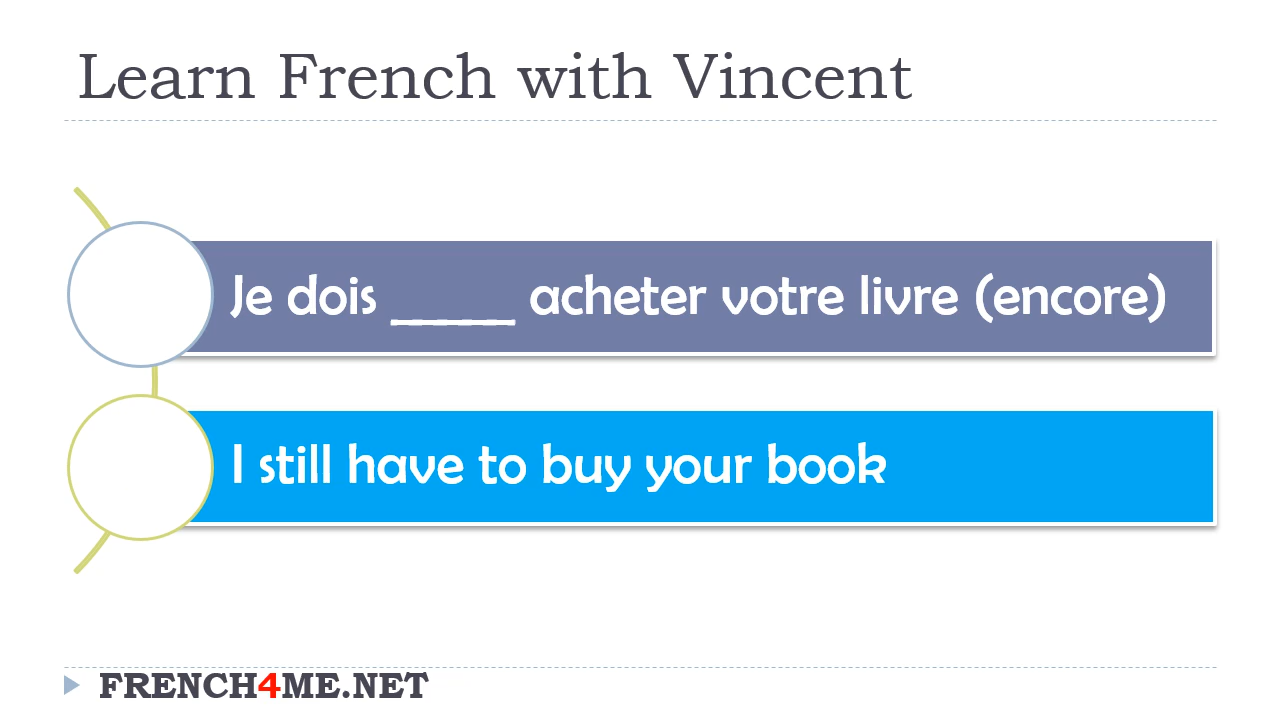 Learn French with Vincent
Je dois _____ acheter votre livre (encore)
I still have to buy your book
FRENCH4ME.NET